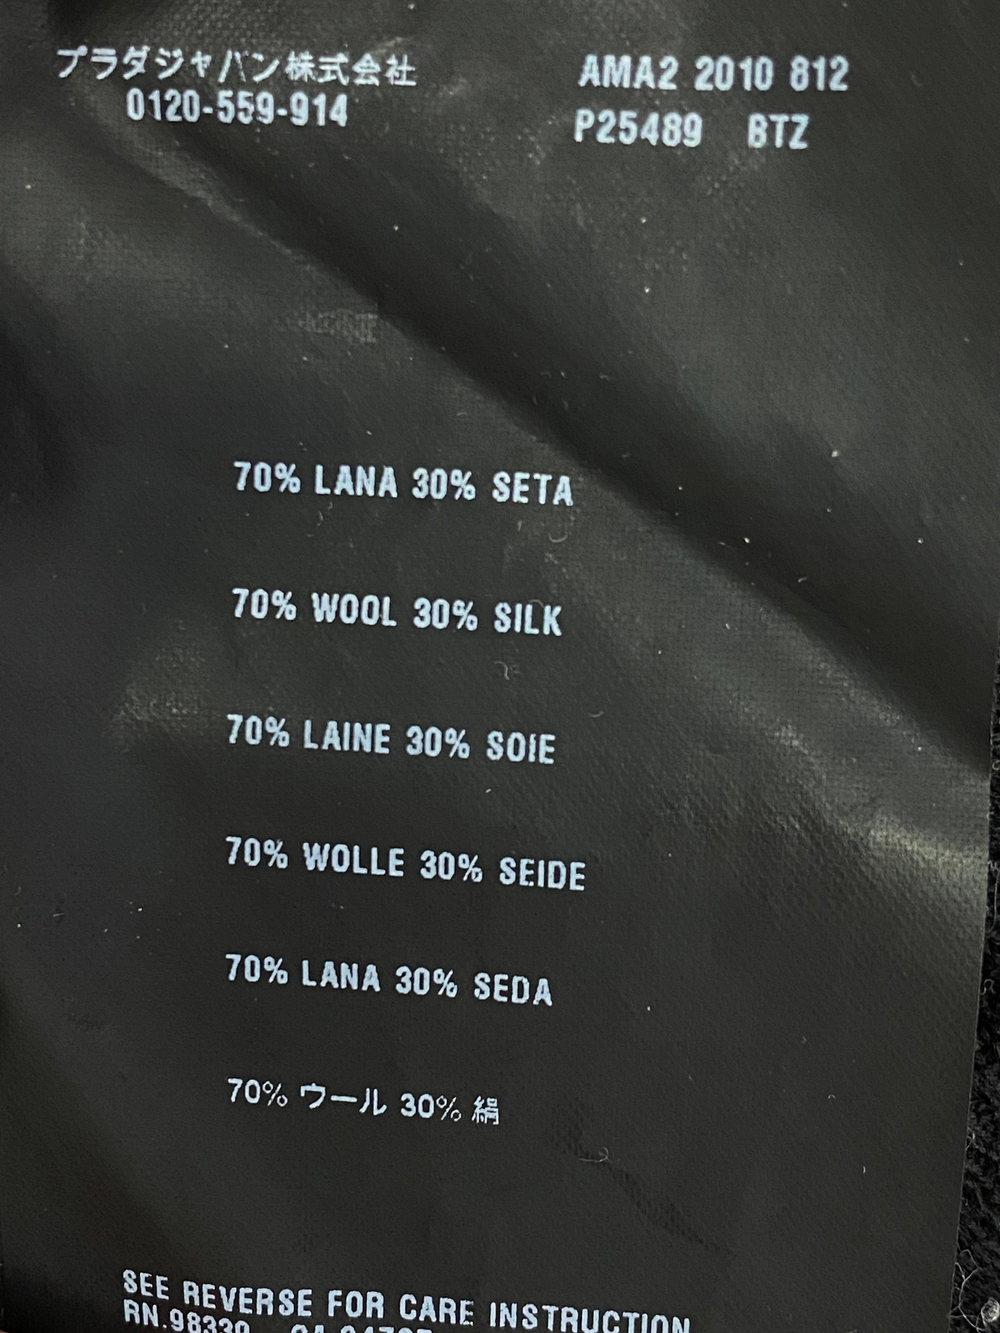 プラダジャパン株式会社
0120-559-914
AMA2 2010 812
P25489 BTZ
70% LANA 30% SETA
70% WOOL 30% SILK
70% LAINE 30% SOIE
70% WOLLE 30% SEIDE
70% LANA 30% SEDA
70% ウール 30% 絹
SEE REVERSE FOR CARE INSTRUCTION
RN.98330